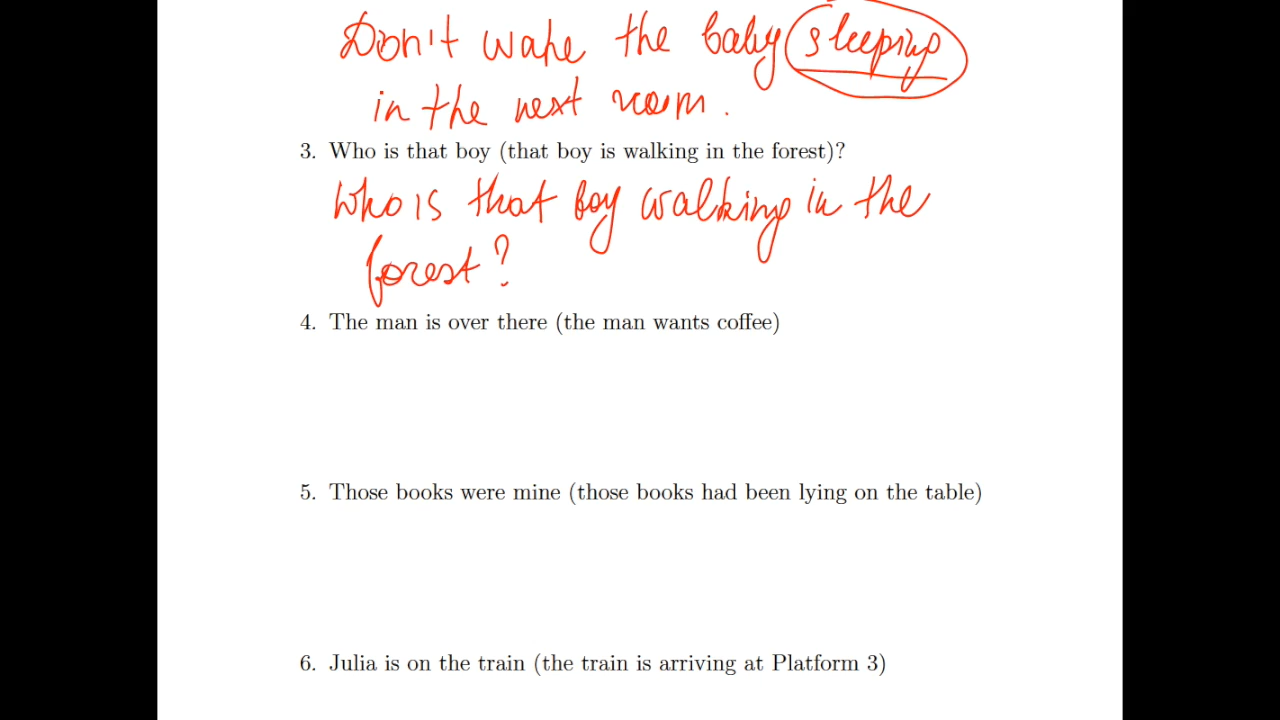 Don't wake the baby sleeping
in the next room.
3. Who is that boy (that boy is walking in the forest)?
Who is that boy walking in the
forest?
4. The man is over there (the man wants coffee)
5. Those books were mine (those books had been lying on the table)
6. Julia is on the train (the train is arriving at Platform 3)